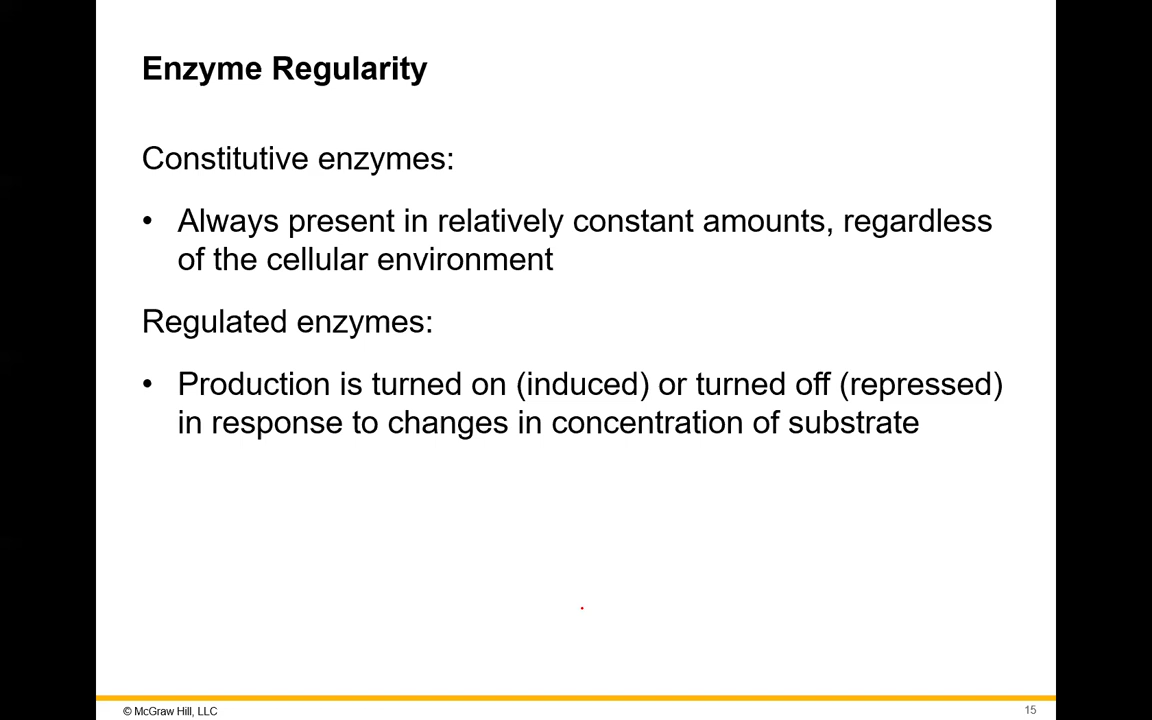 Enzyme Regularity
Constitutive enzymes:
• Always present in relatively constant amounts, regardless
of the cellular environment
Regulated enzymes:
• Production is turned on (induced) or turned off (repressed)
in response to changes in concentration of substrate
© McGraw Hill, LLC
15